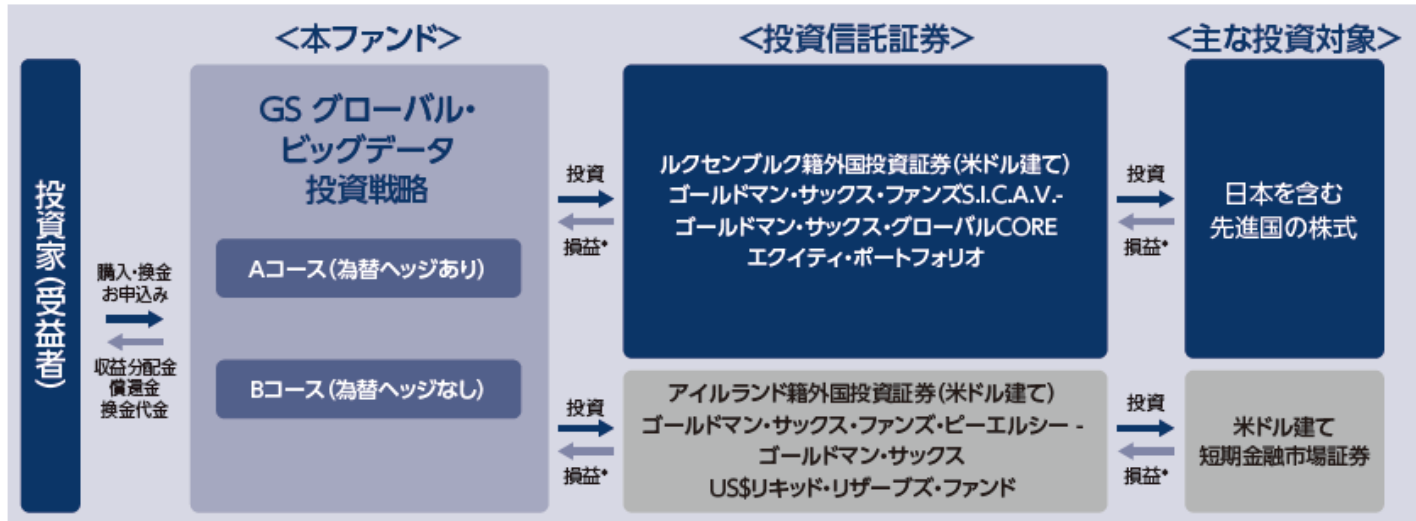 <本ファンド>
<投資信託証券>
<主な投資対象>
投資家(受益者)
購入・換金
お申込み
収益分配金
償還金
換金代金
GS グローバル・
ビッグデータ
投資戦略
Aコース(為替ヘッジあり)
Bコース(為替ヘッジなし)
投資
損益*
ルクセンブルク籍外国投資証券(米ドル建て)
ゴールドマン・サックス・ファンズS.I.C.A.V.-
ゴールドマン・サックス・グローバルCORE
エクイティ・ポートフォリオ
投資
損益*
日本を含む
先進国の株式
投資
損益*
アイルランド籍外国投資証券(米ドル建て)
ゴールドマン・サックス・ファンズ・ピーエルシー -
ゴールドマン・サックス
US$リキッド・リザーブズ・ファンド
投資
損益*
米ドル建て
短期金融市場証券